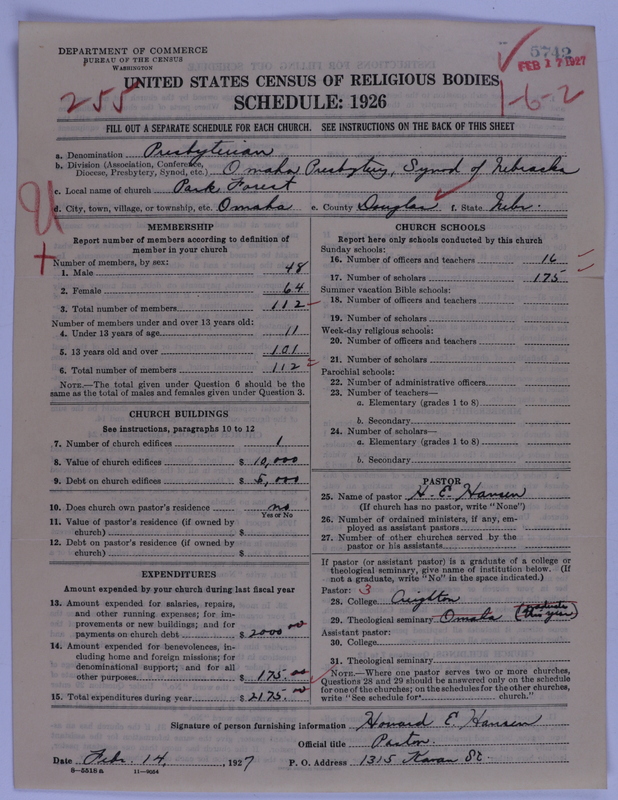 DEPARTMENT OF COMMERCE
BUREAU OF THE CENSUS
WASHINGTON
5742
FEB 17 1927
UNITED STATES CENSUS OF RELIGIOUS BODIES
255
SCHEDULE: 1926
1-6-2
FILL OUT A SEPARATE SCHEDULE FOR EACH CHURCH. SEE INSTRUCTIONS ON THE BACK OF THIS SHEET
a. Denomination Presbyterian
b. Division (Association, Conference, Diocese, Presbytery, Synod, etc.) Omaha Presbytery, Synod of Nebraska
c. Local name of church Park Forest
d. City, town, village, or township, etc. Omaha e. County Douglas f. State Nebr.
MEMBERSHIP
Report number of members according to definition of
member in your church
Number of members, by sex:
1. Male 48
2. Female 64
3. Total number of members 112
Number of members under and over 13 years old:
4. Under 13 years of age 11
5. 13 years old and over 101
6. Total number of members 112
NOTE.—The total given under Question 6 should be the
same as the total of males and females given under Question 3.
CHURCH BUILDINGS
See instructions, paragraphs 10 to 12
7. Number of church edifices 1
8. Value of church edifices $ 10,000
9. Debt on church edifices $ 5,000
10. Does church own pastor's residence no
Yes or No
11. Value of pastor's residence (if owned by
church) $
12. Debt on pastor's residence (if owned by
church) $
EXPENDITURES
Amount expended by your church during last fiscal year
13. Amount expended for salaries, repairs,
and other running expenses; for im-
provements or new buildings; and for
payments on church debt $ 2000.00
14. Amount expended for benevolences, in-
cluding home and foreign missions; for
denominational support; and for all
other purposes $ 175.00
15. Total expenditures during year $ 2175.00
CHURCH SCHOOLS
Report here only schools conducted by this church
Sunday schools:
16. Number of officers and teachers 16
17. Number of scholars 175
Summer vacation Bible schools:
18. Number of officers and teachers
19. Number of scholars
Week-day religious schools:
20. Number of officers and teachers
21. Number of scholars
Parochial schools:
22. Number of administrative officers
23. Number of teachers—
a. Elementary (grades 1 to 8)
b. Secondary
24. Number of scholars—
a. Elementary (grades 1 to 8)
b. Secondary
PASTOR
25. Name of pastor H. E. Hansen
(If church has no pastor, write "None")
26. Number of ordained ministers, if any, em-
ployed as assistant pastors
27. Number of other churches served by the
pastor or his assistants
If pastor (or assistant pastor) is a graduate of a college or
theological seminary, give name of institution below. (If
not a graduate, write "No" in the space indicated.)
Pastor: 3
28. College Creighton
29. Theological seminary Omaha (graduate this year)
Assistant pastor:
30. College
31. Theological seminary
NOTE.—Where one pastor serves two or more churches,
Questions 28 and 29 should be answered only on the schedule
for one of the churches; on the schedules for the other churches,
write "See schedule for church."
Signature of person furnishing information Howard E. Hansen
Official title Pastor.
Date Feb. 14, 1927 P. O. Address 1315
8—5518 a 11—9554